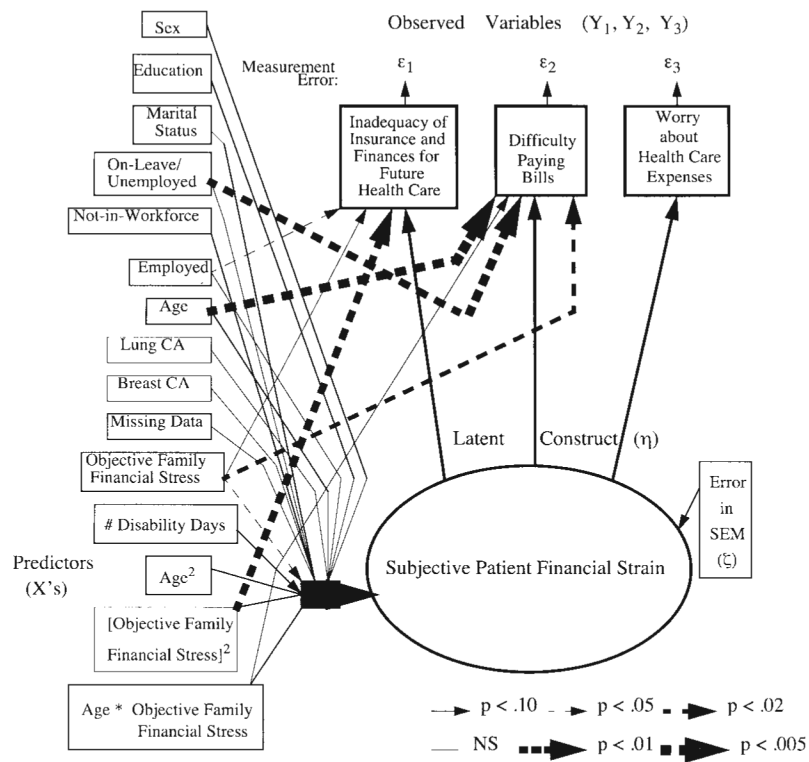 Observed Variables (Y1, Y2, Y3)
Measurement
Error:
ε1
ε2
ε3
Inadequacy of
Insurance and
Finances for
Future
Health Care
Difficulty
Paying
Bills
Worry
about
Health Care
Expenses
Sex
Education
Marital
Status
On-Leave/
Unemployed
Not-in-Workforce
Employed
Age
Lung CA
Breast CA
Missing Data
Objective Family
Financial Stress
# Disability Days
Age2
[Objective Family
Financial Stress]2
Age * Objective Family
Financial Stress
Predictors
(X's)
Latent Construct (η)
Subjective Patient Financial Strain
Error
in
SEM
(ζ)
p < .10
p < .05
p < .02
NS
p < .01
p < .005